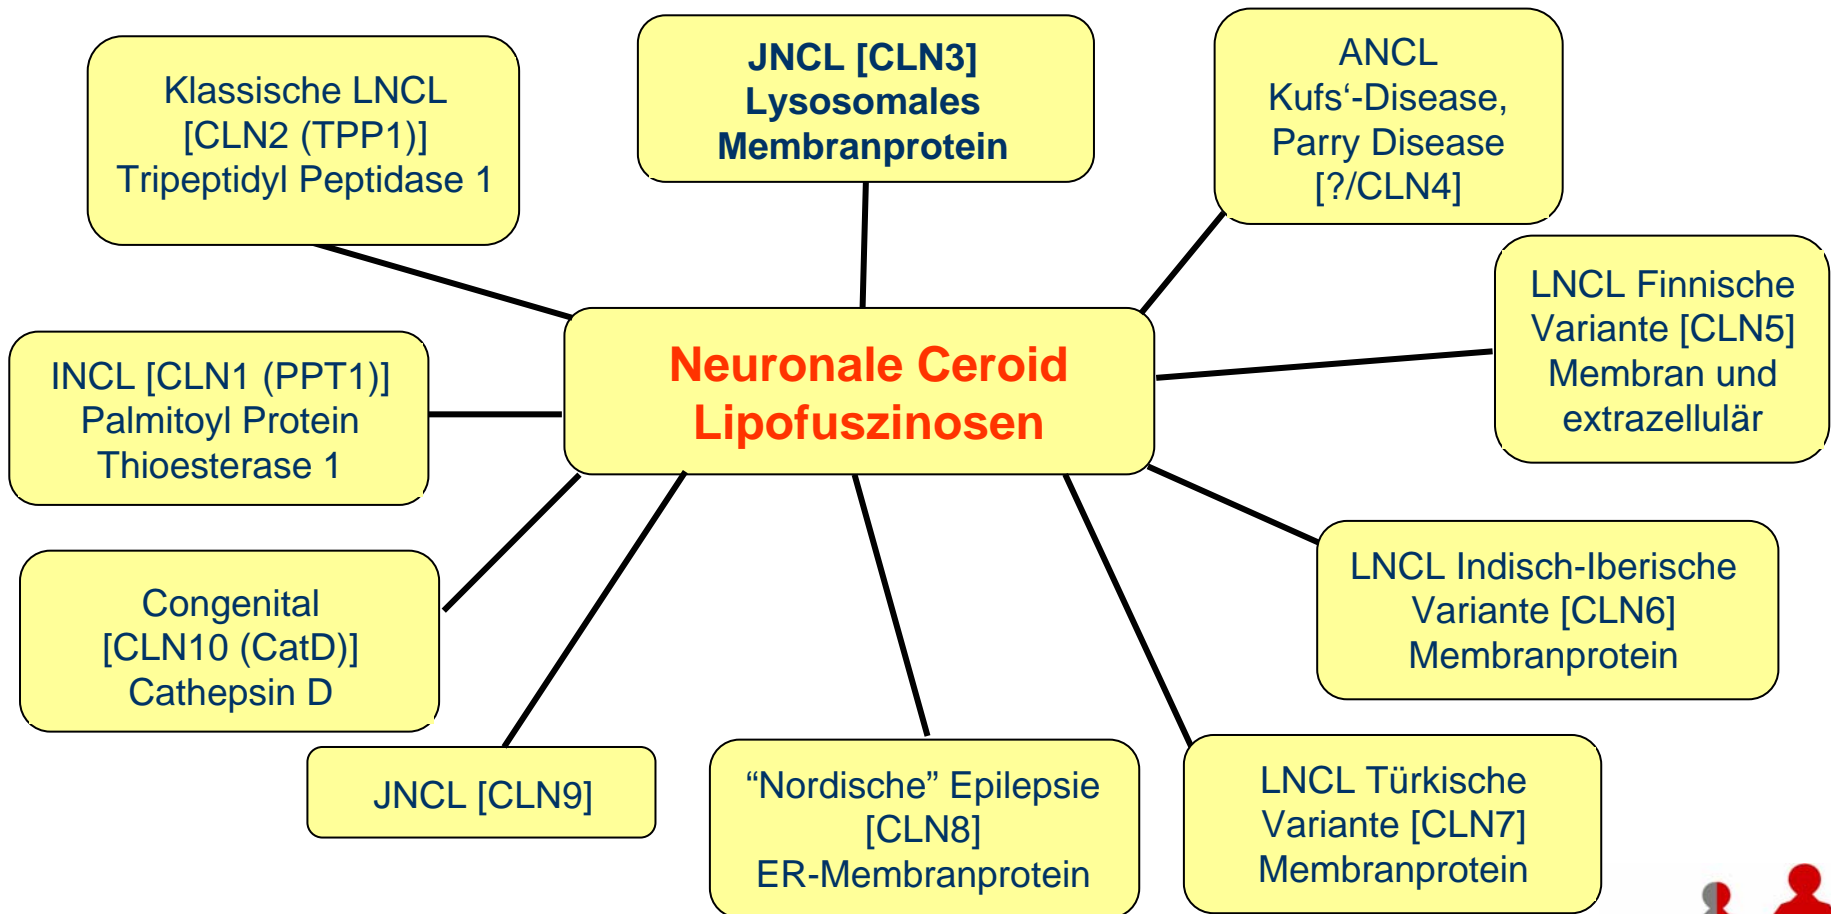 Klassische LNCL
[CLN2 (TPP1)]
Tripeptidyl Peptidase 1
JNCL [CLN3]
Lysosomales
Membranprotein
ANCL
Kufs‘-Disease,
Parry Disease
[?/CLN4]
LNCL Finnische
Variante [CLN5]
Membran und
extrazellulär
Neuronale Ceroid
Lipofuszinosen
INCL [CLN1 (PPT1)]
Palmitoyl Protein
Thioesterase 1
LNCL Indisch-Iberische
Variante [CLN6]
Membranprotein
Congenital
[CLN10 (CatD)]
Cathepsin D
JNCL [CLN9]
“Nordische” Epilepsie
[CLN8]
ER-Membranprotein
LNCL Türkische
Variante [CLN7]
Membranprotein